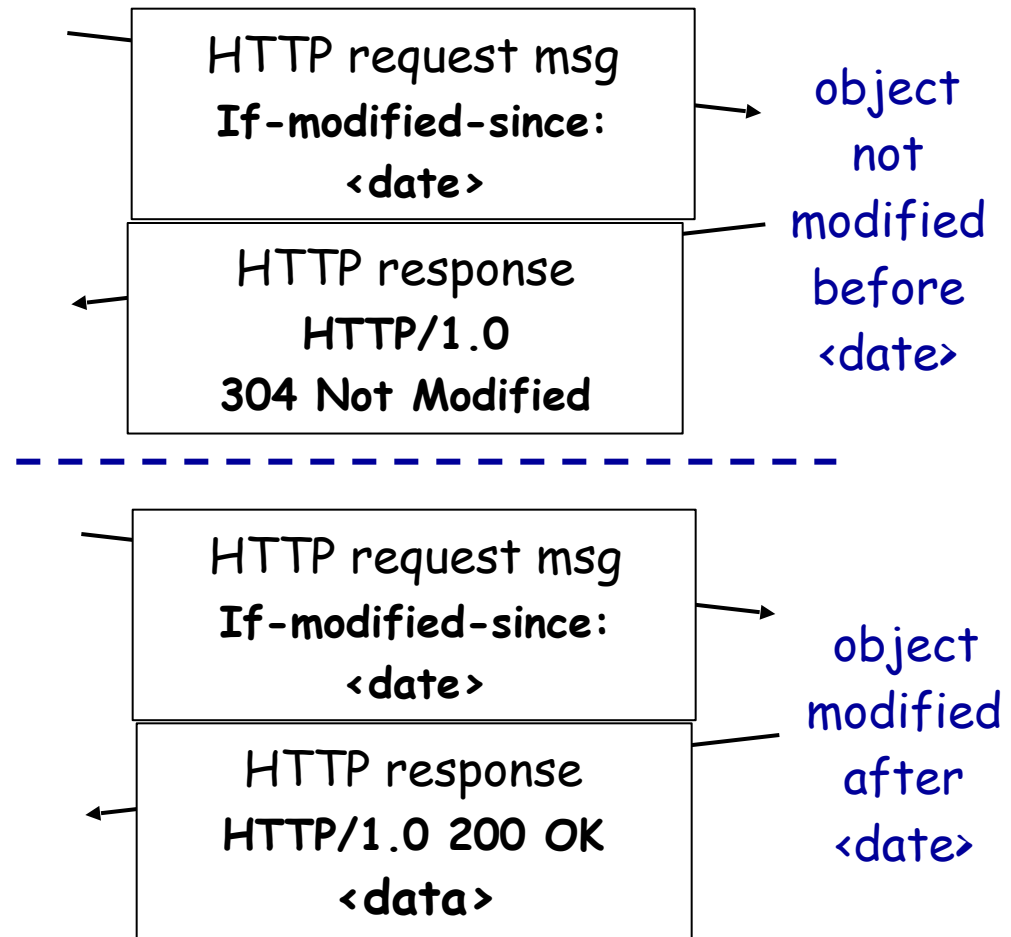 HTTP request msg
If-modified-since:
<date>
object
not
modified
before
<date>
HTTP response
HTTP/1.0
304 Not Modified
HTTP request msg
If-modified-since:
<date>
object
modified
after
<date>
HTTP response
HTTP/1.0 200 OK
<data>